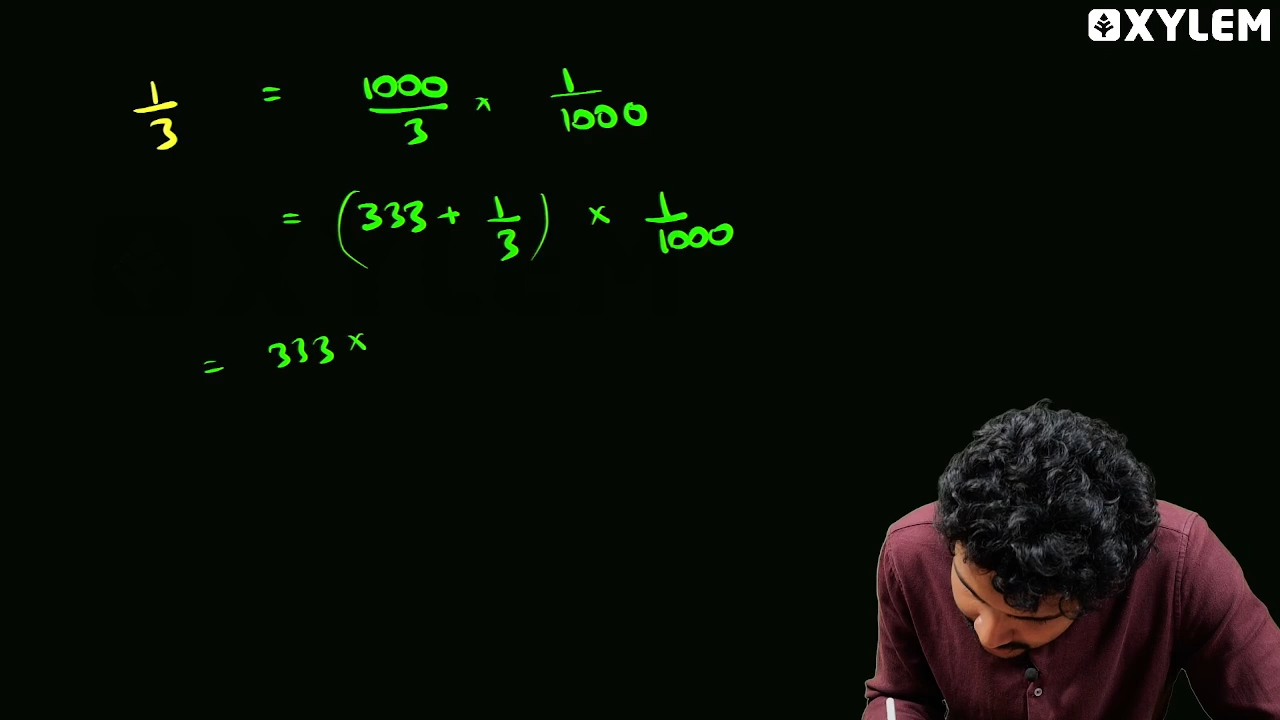 XYLEM
1/3 = 1000/3 × 1/1000
= (333 + 1/3) × 1/1000
= 333 ×